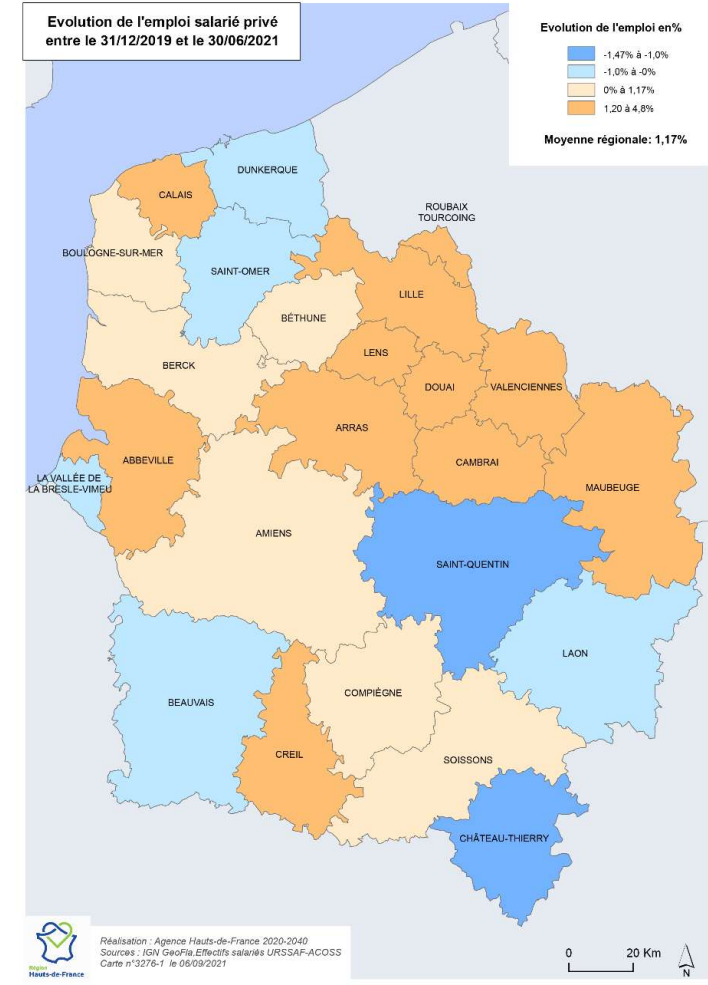 Evolution de l'emploi salarié privé
entre le 31/12/2019 et le 30/06/2021
Evolution de l'emploi en%
-1,47% à -1,0%
-1,0% à -0%
0% à 1,17%
1,20 à 4,8%
Moyenne régionale: 1,17%
DUNKERQUE
CALAIS
ROUBAIX
TOURCOING
BOULOGNE-SUR-MER
SAINT-OMER
LILLE
BÉTHUNE
LENS
BERCK
DOUAI
VALENCIENNES
ARRAS
ABBEVILLE
CAMBRAI
LA VALLÉE DE
LA BRESLE-VIMEU
MAUBEUGE
AMIENS
SAINT-QUENTIN
LAON
COMPIÈGNE
BEAUVAIS
CREIL
SOISSONS
CHÂTEAU-THIERRY
Région
Hauts-de-France
Réalisation : Agence Hauts-de-France 2020-2040
Sources : IGN GeoFla,Effectifs salariés URSSAF-ACOSS
Carte n°3276-1 le 06/09/2021
0 20 Km
N